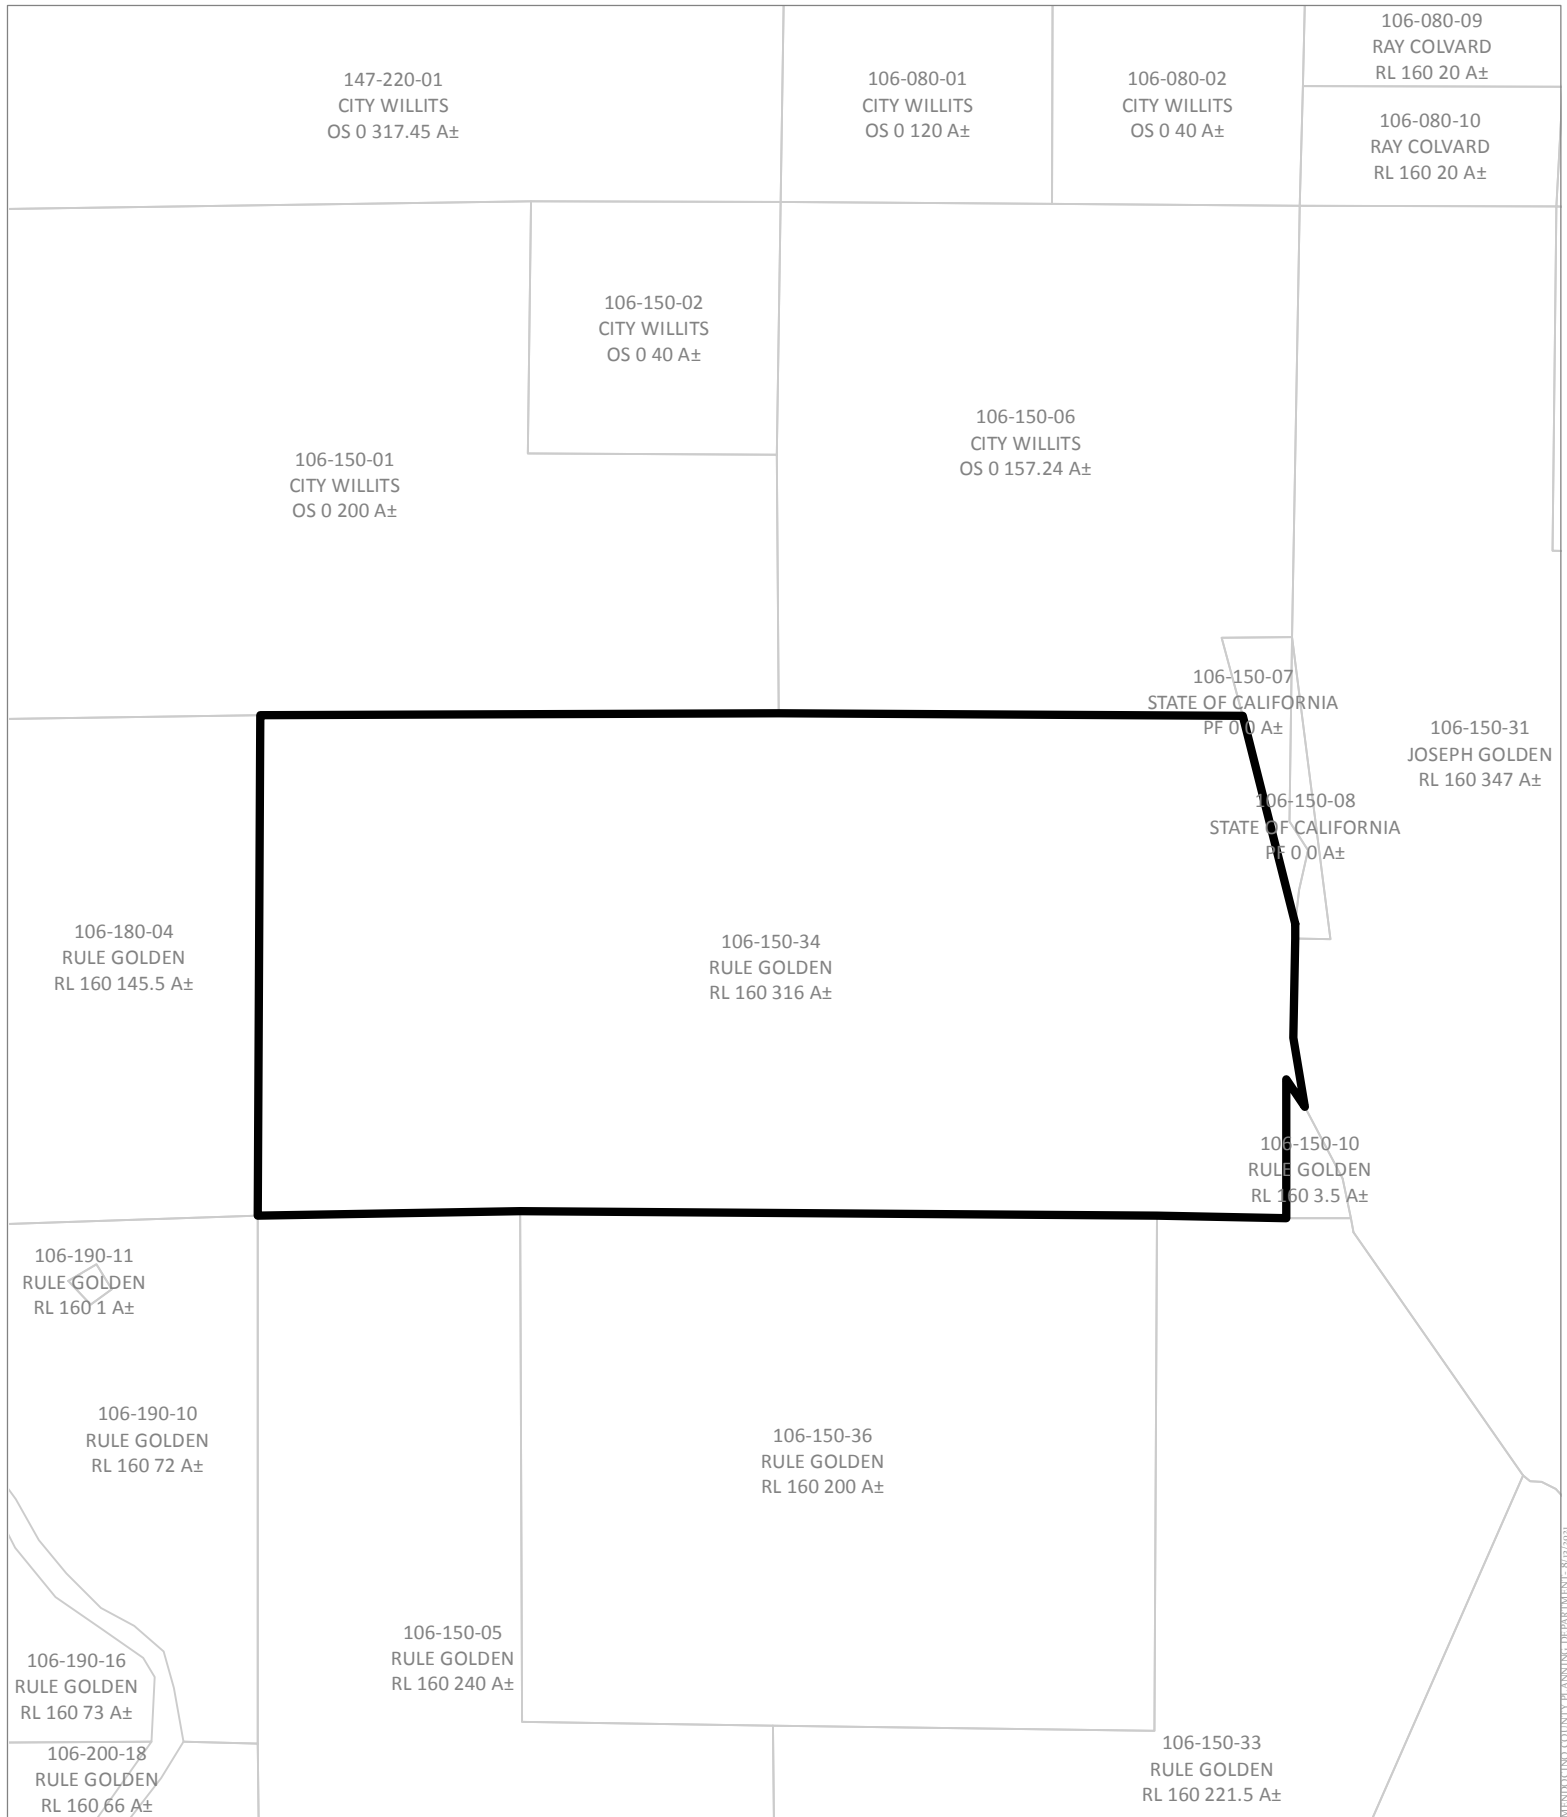 147-220-01
CITY WILLITS
OS 0 317.45 A±
106-080-01
CITY WILLITS
OS 0 120 A±
106-080-02
CITY WILLITS
OS 0 40 A±
106-080-09
RAY COLVARD
RL 160 20 A±
106-080-10
RAY COLVARD
RL 160 20 A±
106-150-02
CITY WILLITS
OS 0 40 A±
106-150-06
CITY WILLITS
OS 0 157.24 A±
106-150-01
CITY WILLITS
OS 0 200 A±
106-150-07
STATE OF CALIFORNIA
PF 0 0 A±
106-150-31
JOSEPH GOLDEN
RL 160 347 A±
106-150-08
STATE OF CALIFORNIA
PF 0 0 A±
106-180-04
RULE GOLDEN
RL 160 145.5 A±
106-150-34
RULE GOLDEN
RL 160 316 A±
106-150-10
RULE GOLDEN
RL 160 3.5 A±
106-190-11
RULE GOLDEN
RL 160 1 A±
106-190-10
RULE GOLDEN
RL 160 72 A±
106-150-36
RULE GOLDEN
RL 160 200 A±
106-150-05
RULE GOLDEN
RL 160 240 A±
106-190-16
RULE GOLDEN
RL 160 73 A±
106-200-18
RULE GOLDEN
RL 160 66 A±
106-150-33
RULE GOLDEN
RL 160 221.5 A±
COUNTY PLANNING DEPARTMENT